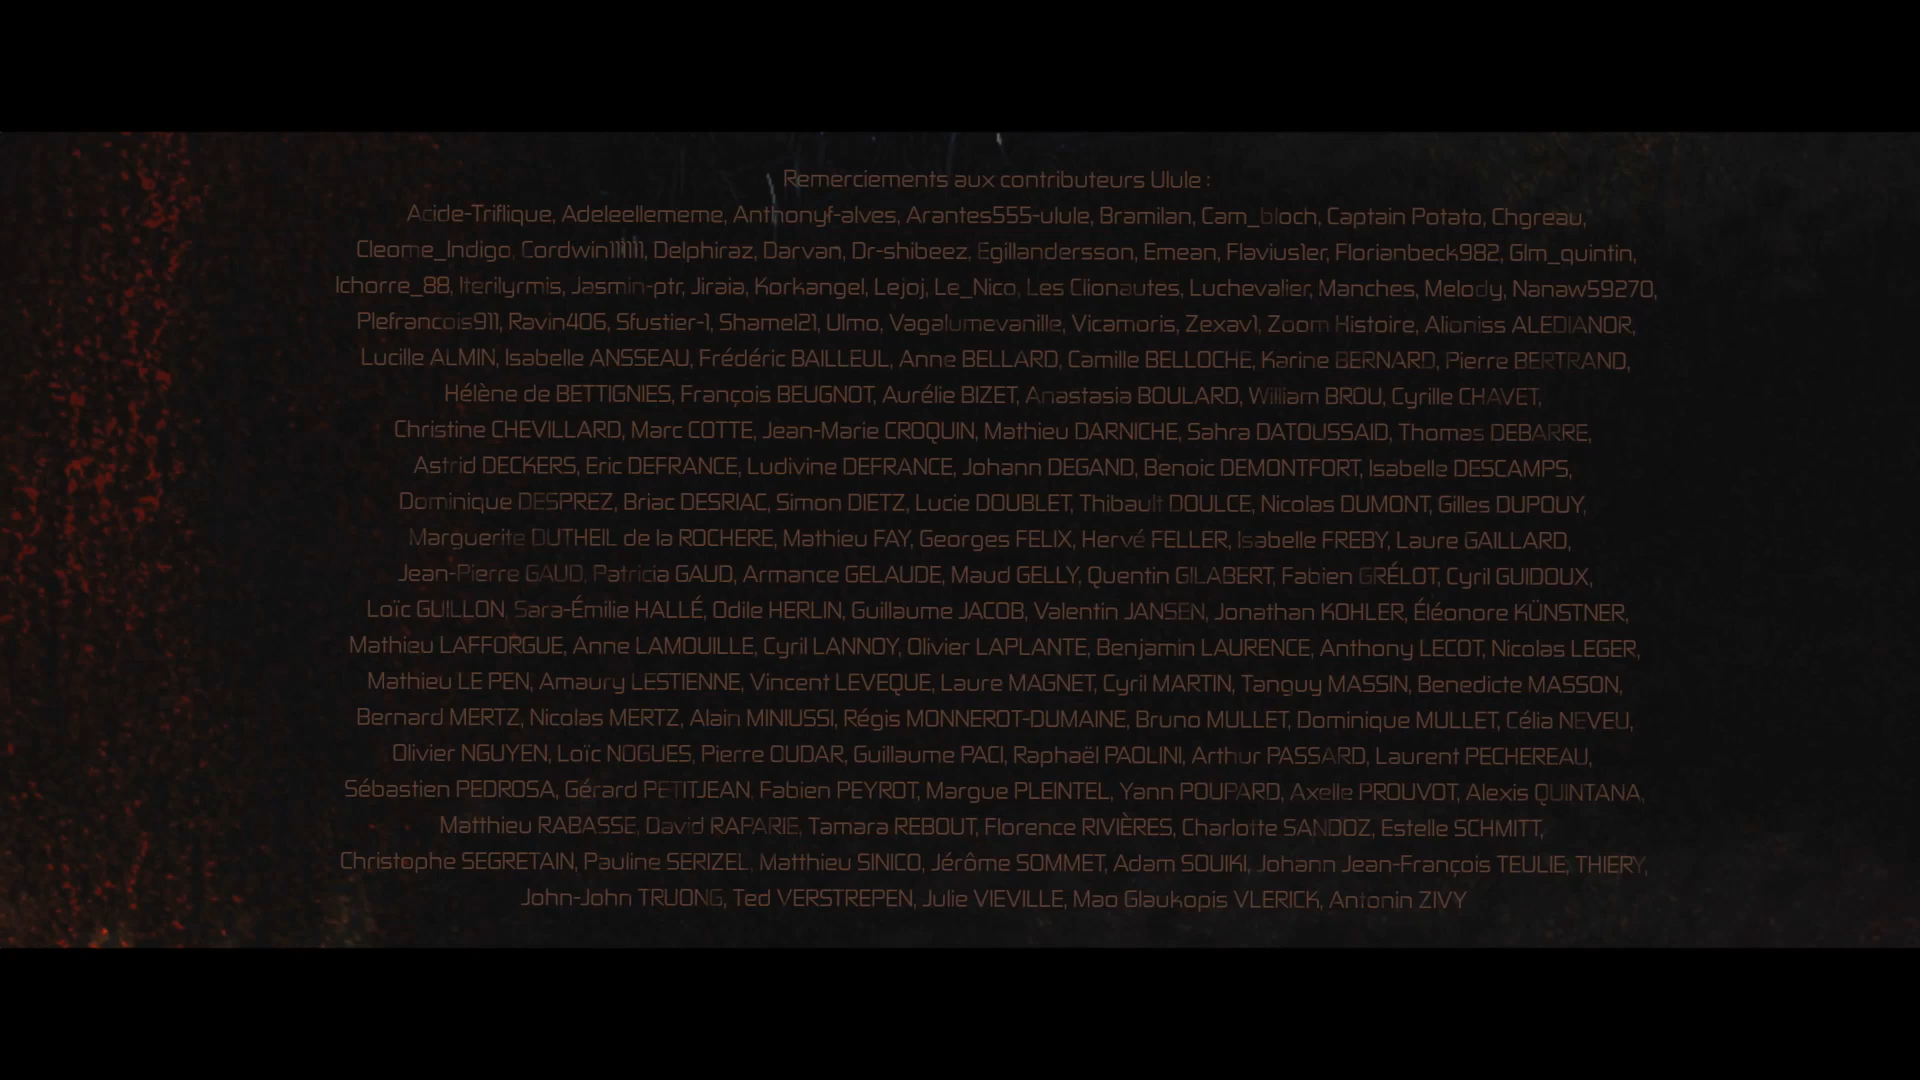 Remerciements aux contributeurs Ulule :
Acide-Triflique, Adeleellememe, Anthonyf-alves, Arantes555-ulule, Bramilan, Cam_bloch, Captain Potato, Chgreau,
Cleome_Indigo, Delphiraz, Darvan, Dr-shibeez, Egillandersson, Emean, Flavius1er, Florianbeck982, Glm_quintin,
Ichorre_88, Iterilyrmis, Jasmin-ptr, Jiraia, Korkangel, Lejoj, Le_Nico, Les Clionautes, Luchevalier, Manches, Melody, Nanaw59270,
Plefrancois911, Ravin406, Sfustier-1, Shamel21, Ulmo, Vagalumevanille, Vicamoris, Zexav1, Zoom Histoire, Alioniss ALEDIANOR,
Lucille ALMIN, Isabelle ANSSEAU, Frédéric BAILLEUL, Anne BELLARD, Camille BELLOCHE, Karine BERNARD, Pierre BERTRAND,
Hélène de BETTIGNIES, François BEUGNOT, Aurélie BIZET, Anastasia BOULARD, William BROU, Cyrille CHAVET,
Christine CHEVILLARD, Marc COTTE, Jean-Marie CROQUIN, Mathieu DARNICHE, Sahra DATOUSSAID, Thomas DEBARRE,
Astrid DECKERS, Eric DEFRANCE, Ludivine DEFRANCE, Johann DEGAND, Benoic DEMONTFORT, Isabelle DESCAMPS,
Dominique DESPREZ, Briac DESRIAC, Simon DIETZ, Lucie DOUBLET, Thibault DOULCE, Nicolas DUMONT, Gilles DUPOUY,
Marguerite DUTHEIL de la ROCHERE, Mathieu FAY, Georges FELIX, Hervé FELLER, Isabelle FREBY, Laure GAILLARD,
Jean-Pierre GAUD, Patricia GAUD, Armance GELAUDE, Maud GELLY, Quentin GILABERT, Fabien GRÉLOT, Cyril GUIDOUX,
Loïc GUILLON, Sara-Émilie HALLÉ, Odile HERLIN, Guillaume JACOB, Valentin JANSEN, Jonathan KOHLER, Éléonore KÜNSTNER,
Mathieu LAFFORGUE, Anne LAMOUILLE, Cyril LANNOY, Olivier LAPLANTE, Benjamin LAURENCE, Anthony LECOT, Nicolas LEGER,
Mathieu LE PEN, Amaury LESTIENNE, Vincent LEVEQUE, Laure MAGNET, Cyril MARTIN, Tanguy MASSIN, Benedicte MASSON,
Bernard MERTZ, Nicolas MERTZ, Alain MINIUSSI, Régis MONNEROT-DUMAINE, Bruno MULLET, Dominique MULLET, Célia NEVEU,
Olivier NGUYEN, Loïc NOGUES, Pierre OUDAR, Guillaume PACI, Raphaël PAOLINI, Arthur PASSARD, Laurent PECHEREAU,
Sébastien PEDROSA, Gérard PETITJEAN, Fabien PEYROT, Margue PLEINTEL, Yann POUPARD, Axelle PROUVOT, Alexis QUINTANA,
Matthieu RABASSE, David RAPARIE, Tamara REBOUT, Florence RIVIÈRES, Charlotte SANDOZ, Estelle SCHMITT,
Christophe SEGRETAIN, Pauline SERIZEL, Matthieu SINICO, Jérôme SOMMET, Adam SOUIKI, Johann Jean-François TEULIE, THIERY,
John-John TRUONG, Ted VERSTREPEN, Julie VIEVILLE, Mao Glaukopis VLERICK, Antonin ZIVY